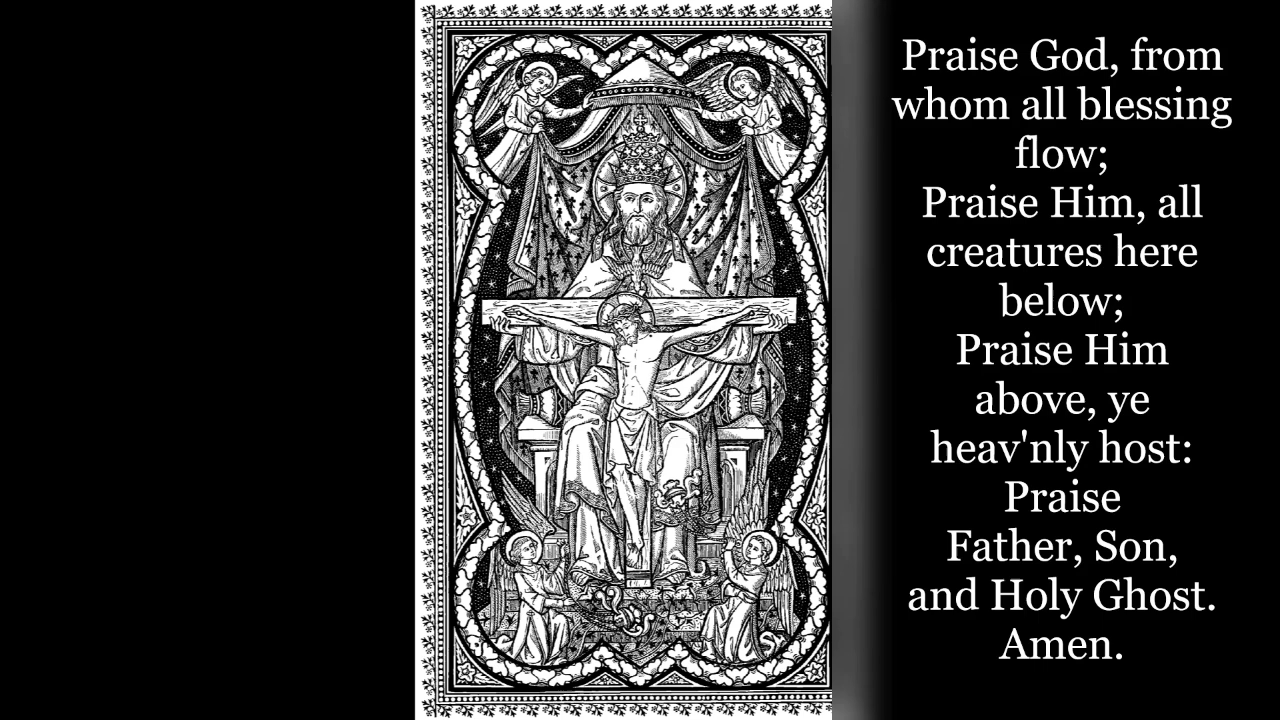 Praise God, from
whom all blessing
flow;
Praise Him, all
creatures here
below;
Praise Him
above, ye
heav'nly host:
Praise
Father, Son,
and Holy Ghost.
Amen.